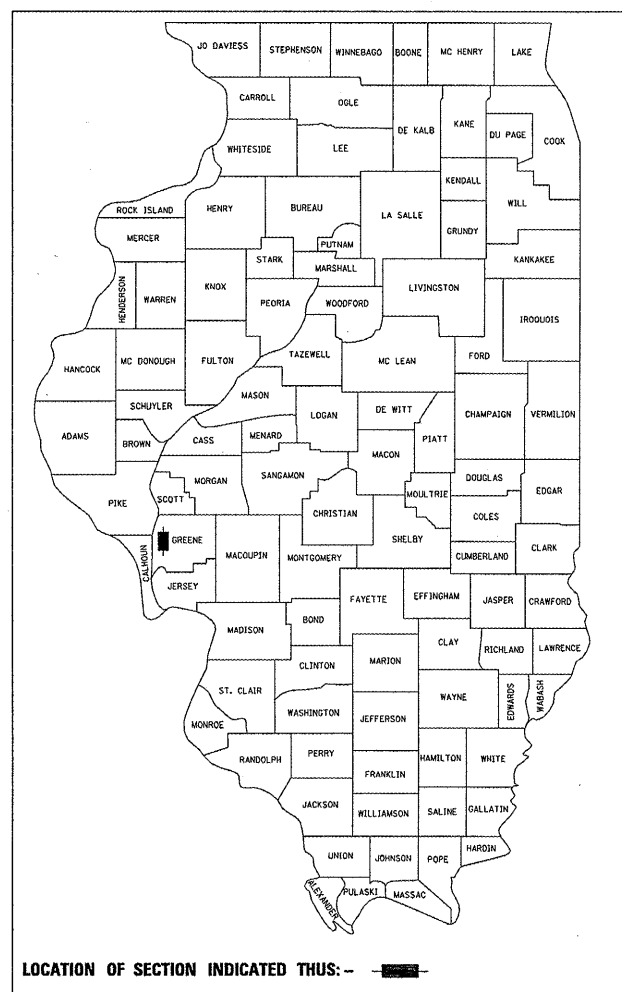 JO DAVIESS
STEPHENSON
WINNEBAGO
BOONE
MC HENRY
LAKE
CARROLL
OGLE
DE KALB
KANE
DU PAGE
COOK
WHITESIDE
LEE
KENDALL
WILL
ROCK ISLAND
HENRY
BUREAU
LA SALLE
GRUNDY
MERCER
PUTNAM
STARK
MARSHALL
KANKAKEE
HENDERSON
WARREN
KNOX
PEORIA
WOODFORD
LIVINGSTON
IROQUOIS
HANCOCK
MC DONOUGH
FULTON
TAZEWELL
MC LEAN
FORD
SCHUYLER
MASON
LOGAN
DE WITT
CHAMPAIGN
VERMILION
ADAMS
BROWN
CASS
MENARD
MACON
PIATT
PIKE
SCOTT
MORGAN
SANGAMON
CHRISTIAN
MOULTRIE
DOUGLAS
EDGAR
COLES
CALHOUN
GREENE
MACOUPIN
MONTGOMERY
SHELBY
CUMBERLAND
CLARK
JERSEY
FAYETTE
EFFINGHAM
JASPER
CRAWFORD
MADISON
BOND
CLAY
RICHLAND
LAWRENCE
CLINTON
MARION
ST. CLAIR
WAYNE
EDWARDS
WABASH
MONROE
WASHINGTON
JEFFERSON
RANDOLPH
PERRY
HAMILTON
WHITE
FRANKLIN
JACKSON
WILLIAMSON
SALINE
GALLATIN
UNION
JOHNSON
POPE
HARDIN
ALEXANDER
PULASKI
MASSAC
LOCATION OF SECTION INDICATED THUS: -